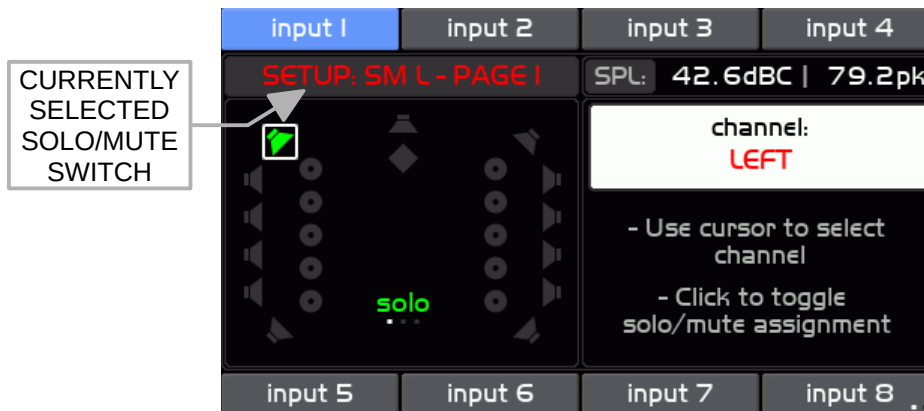 input 1
input 2
input 3
input 4
CURRENTLY
SELECTED
SOLO/MUTE
SWITCH
SETUP: SM L - PAGE 1
SPL: 42.6dBC | 79.2pk
channel:
LEFT
- Use cursor to select
channel
- Click to toggle
solo/mute assignment
solo
input 5
input 6
input 7
input 8